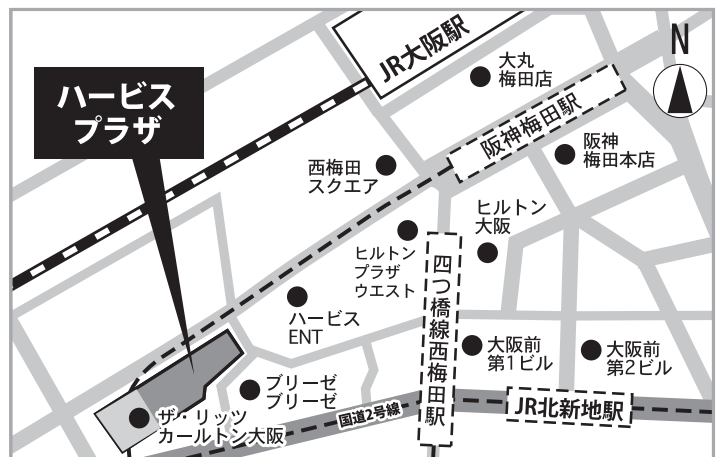 JR大阪駅
N
大丸
梅田店
ハービス
プラザ
阪神梅田駅
阪神
梅田本店
西梅田
スクエア
ヒルトン
大阪
ヒルトン
プラザ
ウエスト
四つ橋線西梅田駅
ハービス
ENT
大阪前
第1ビル
大阪前
第2ビル
ブリーゼ
ブリーゼ
国道2号線
JR北新地駅
ザ・リッツ
カールトン大阪